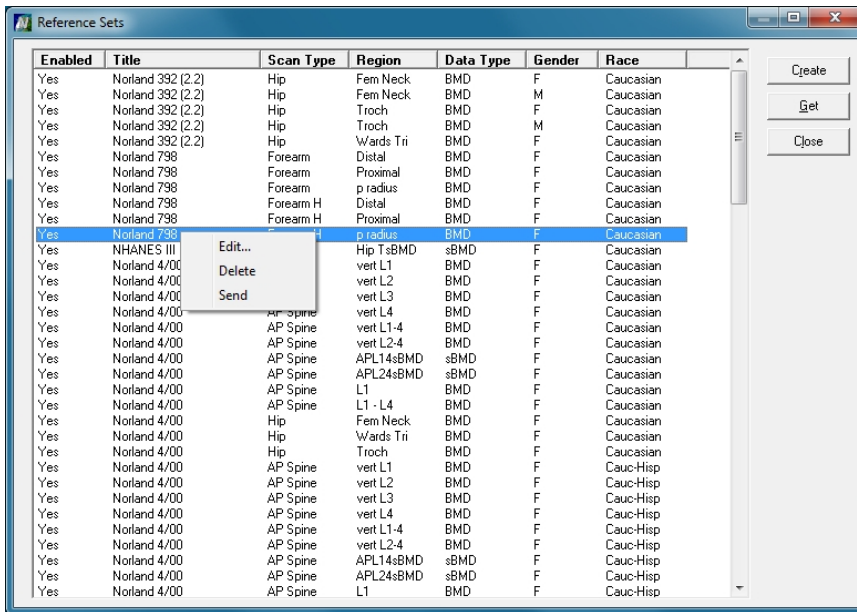 Reference Sets
Enabled Title Scan Type Region Data Type Gender Race
Yes Norland 392 (2.2) Hip Fem Neck BMD F Caucasian
Yes Norland 392 (2.2) Hip Fem Neck BMD M Caucasian
Yes Norland 392 (2.2) Hip Troch BMD F Caucasian
Yes Norland 392 (2.2) Hip Troch BMD M Caucasian
Yes Norland 392 (2.2) Hip Wards Tri BMD F Caucasian
Yes Norland 798 Forearm Distal BMD F Caucasian
Yes Norland 798 Forearm Proximal BMD F Caucasian
Yes Norland 798 Forearm p radius BMD F Caucasian
Yes Norland 798 Forearm H Distal BMD F Caucasian
Yes Norland 798 Forearm H Proximal BMD F Caucasian
Yes Norland 798 H p radius BMD F Caucasian
Yes NHANES III Hip TsBMD sBMD F Caucasian
Yes Norland 4/00 vert L1 BMD F Caucasian
Yes Norland 4/00 vert L2 BMD F Caucasian
Yes Norland 4/00 vert L3 BMD F Caucasian
Yes Norland 4/00 AP Spine vert L4 BMD F Caucasian
Yes Norland 4/00 AP Spine vert L1-4 BMD F Caucasian
Yes Norland 4/00 AP Spine vert L2-4 BMD F Caucasian
Yes Norland 4/00 AP Spine APL14sBMD sBMD F Caucasian
Yes Norland 4/00 AP Spine APL24sBMD sBMD F Caucasian
Yes Norland 4/00 AP Spine L1 BMD F Caucasian
Yes Norland 4/00 AP Spine L1 - L4 BMD F Caucasian
Yes Norland 4/00 Hip Fem Neck BMD F Caucasian
Yes Norland 4/00 Hip Wards Tri BMD F Caucasian
Yes Norland 4/00 Hip Troch BMD F Caucasian
Yes Norland 4/00 AP Spine vert L1 BMD F Cauc-Hisp
Yes Norland 4/00 AP Spine vert L2 BMD F Cauc-Hisp
Yes Norland 4/00 AP Spine vert L3 BMD F Cauc-Hisp
Yes Norland 4/00 AP Spine vert L4 BMD F Cauc-Hisp
Yes Norland 4/00 AP Spine vert L1-4 BMD F Cauc-Hisp
Yes Norland 4/00 AP Spine vert L2-4 BMD F Cauc-Hisp
Yes Norland 4/00 AP Spine APL14sBMD sBMD F Cauc-Hisp
Yes Norland 4/00 AP Spine APL24sBMD sBMD F Cauc-Hisp
Yes Norland 4/00 AP Spine L1 BMD F Cauc-Hisp
Edit...
Delete
Send
Create
Get
Close